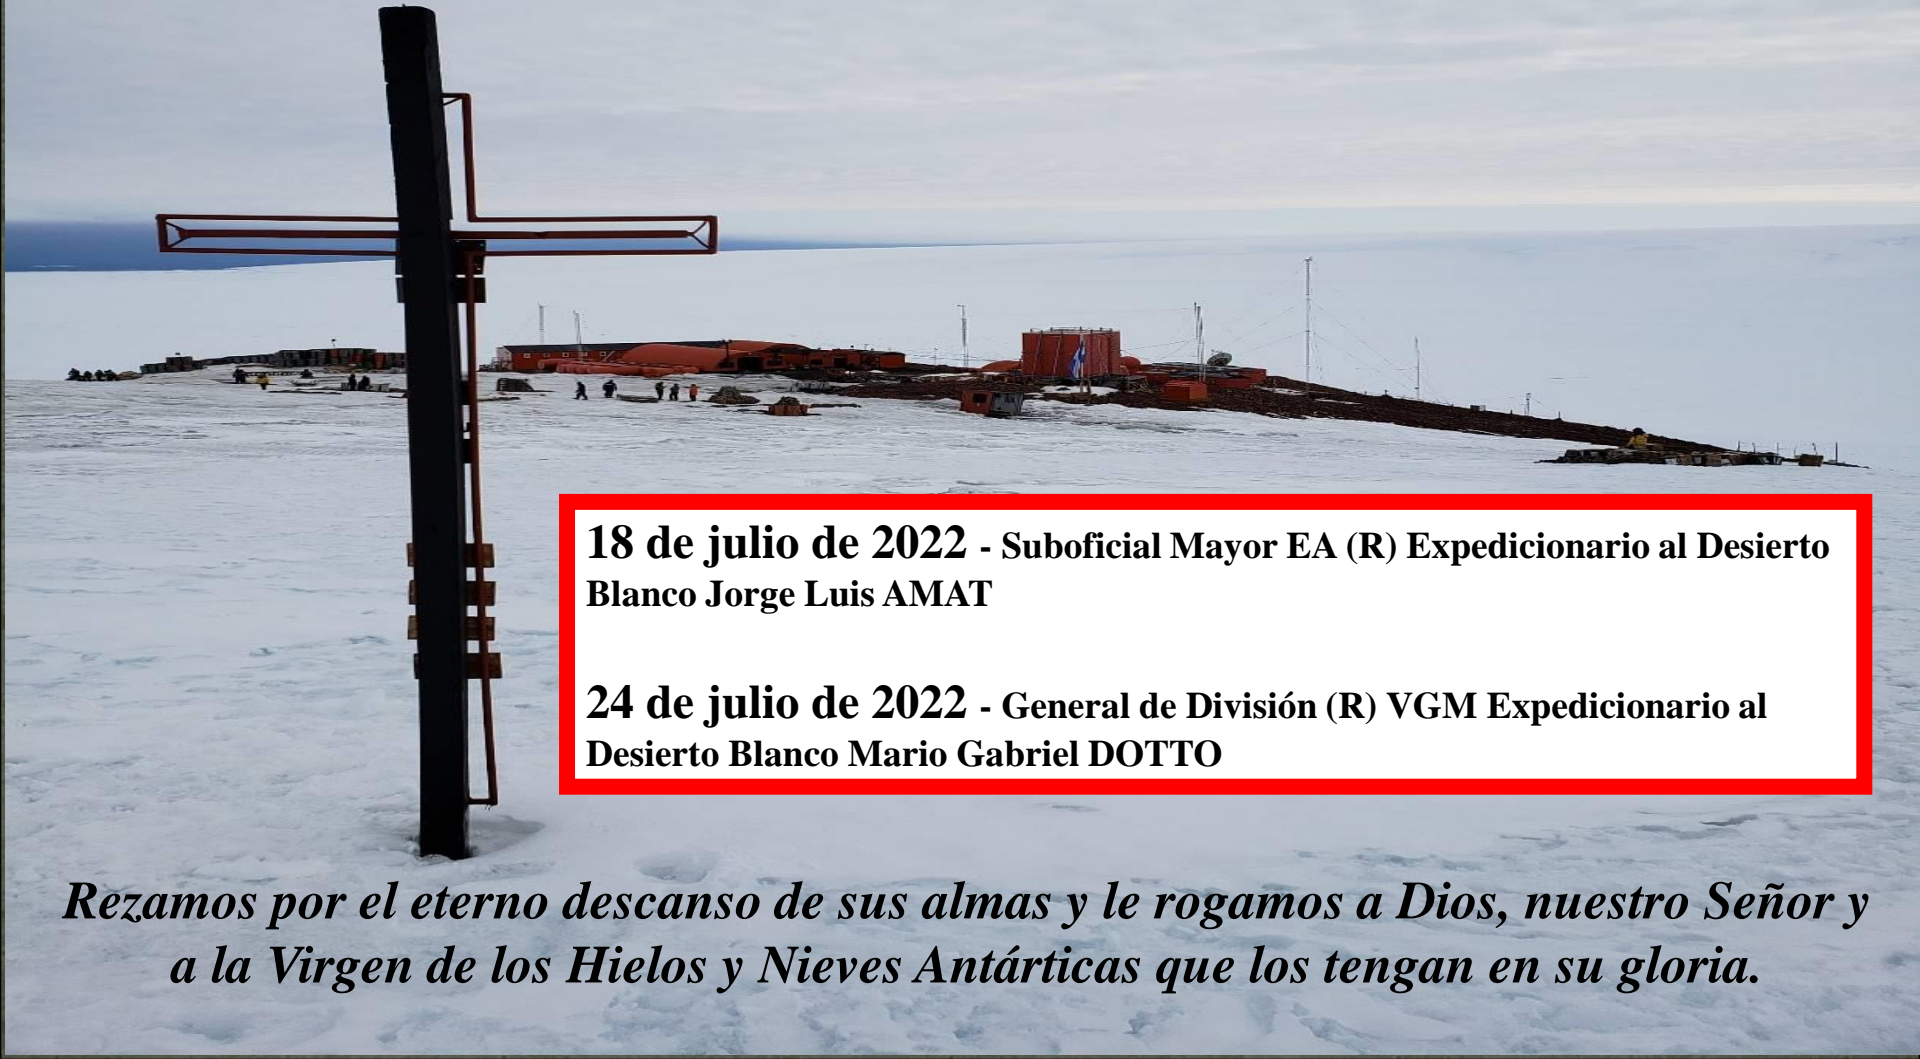 18 de julio de 2022 - Suboficial Mayor EA (R) Expedicionario al Desierto
Blanco Jorge Luis AMAT
24 de julio de 2022 - General de División (R) VGM Expedicionario al
Desierto Blanco Mario Gabriel DOTTO
Rezamos por el eterno descanso de sus almas y le rogamos a Dios, nuestro Señor y
a la Virgen de los Hielos y Nieves Antárticas que los tengan en su gloria.